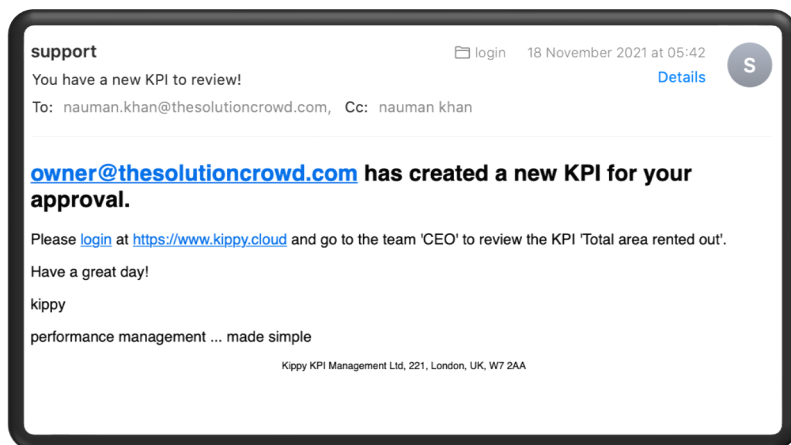 support
login 18 November 2021 at 05:42
S
You have a new KPI to review!
Details
To: nauman.khan@thesolutioncrowd.com, Cc: nauman khan
owner@thesolutioncrowd.com has created a new KPI for your
approval.
Please login at https://www.kippy.cloud and go to the team 'CEO' to review the KPI 'Total area rented out'.
Have a great day!
kippy
performance management ... made simple
Kippy KPI Management Ltd, 221, London, UK, W7 2AA